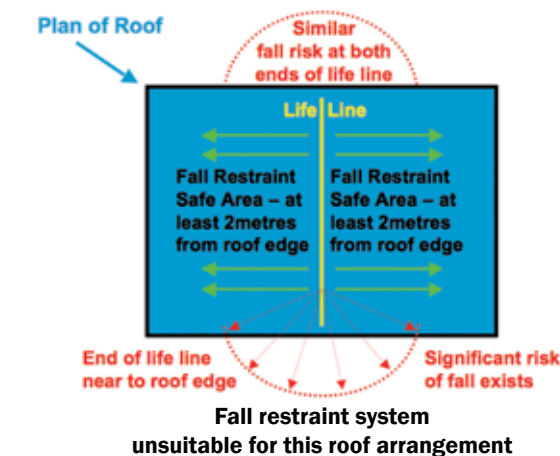 Plan of Roof
Similar
fall risk at both
ends of life line
Life Line
Fall Restraint
Safe Area – at
least 2metres
from roof edge
Fall Restraint
Safe Area – at
least 2metres
from roof edge
End of life line
near to roof edge
Significant risk
of fall exists
Fall restraint system
unsuitable for this roof arrangement